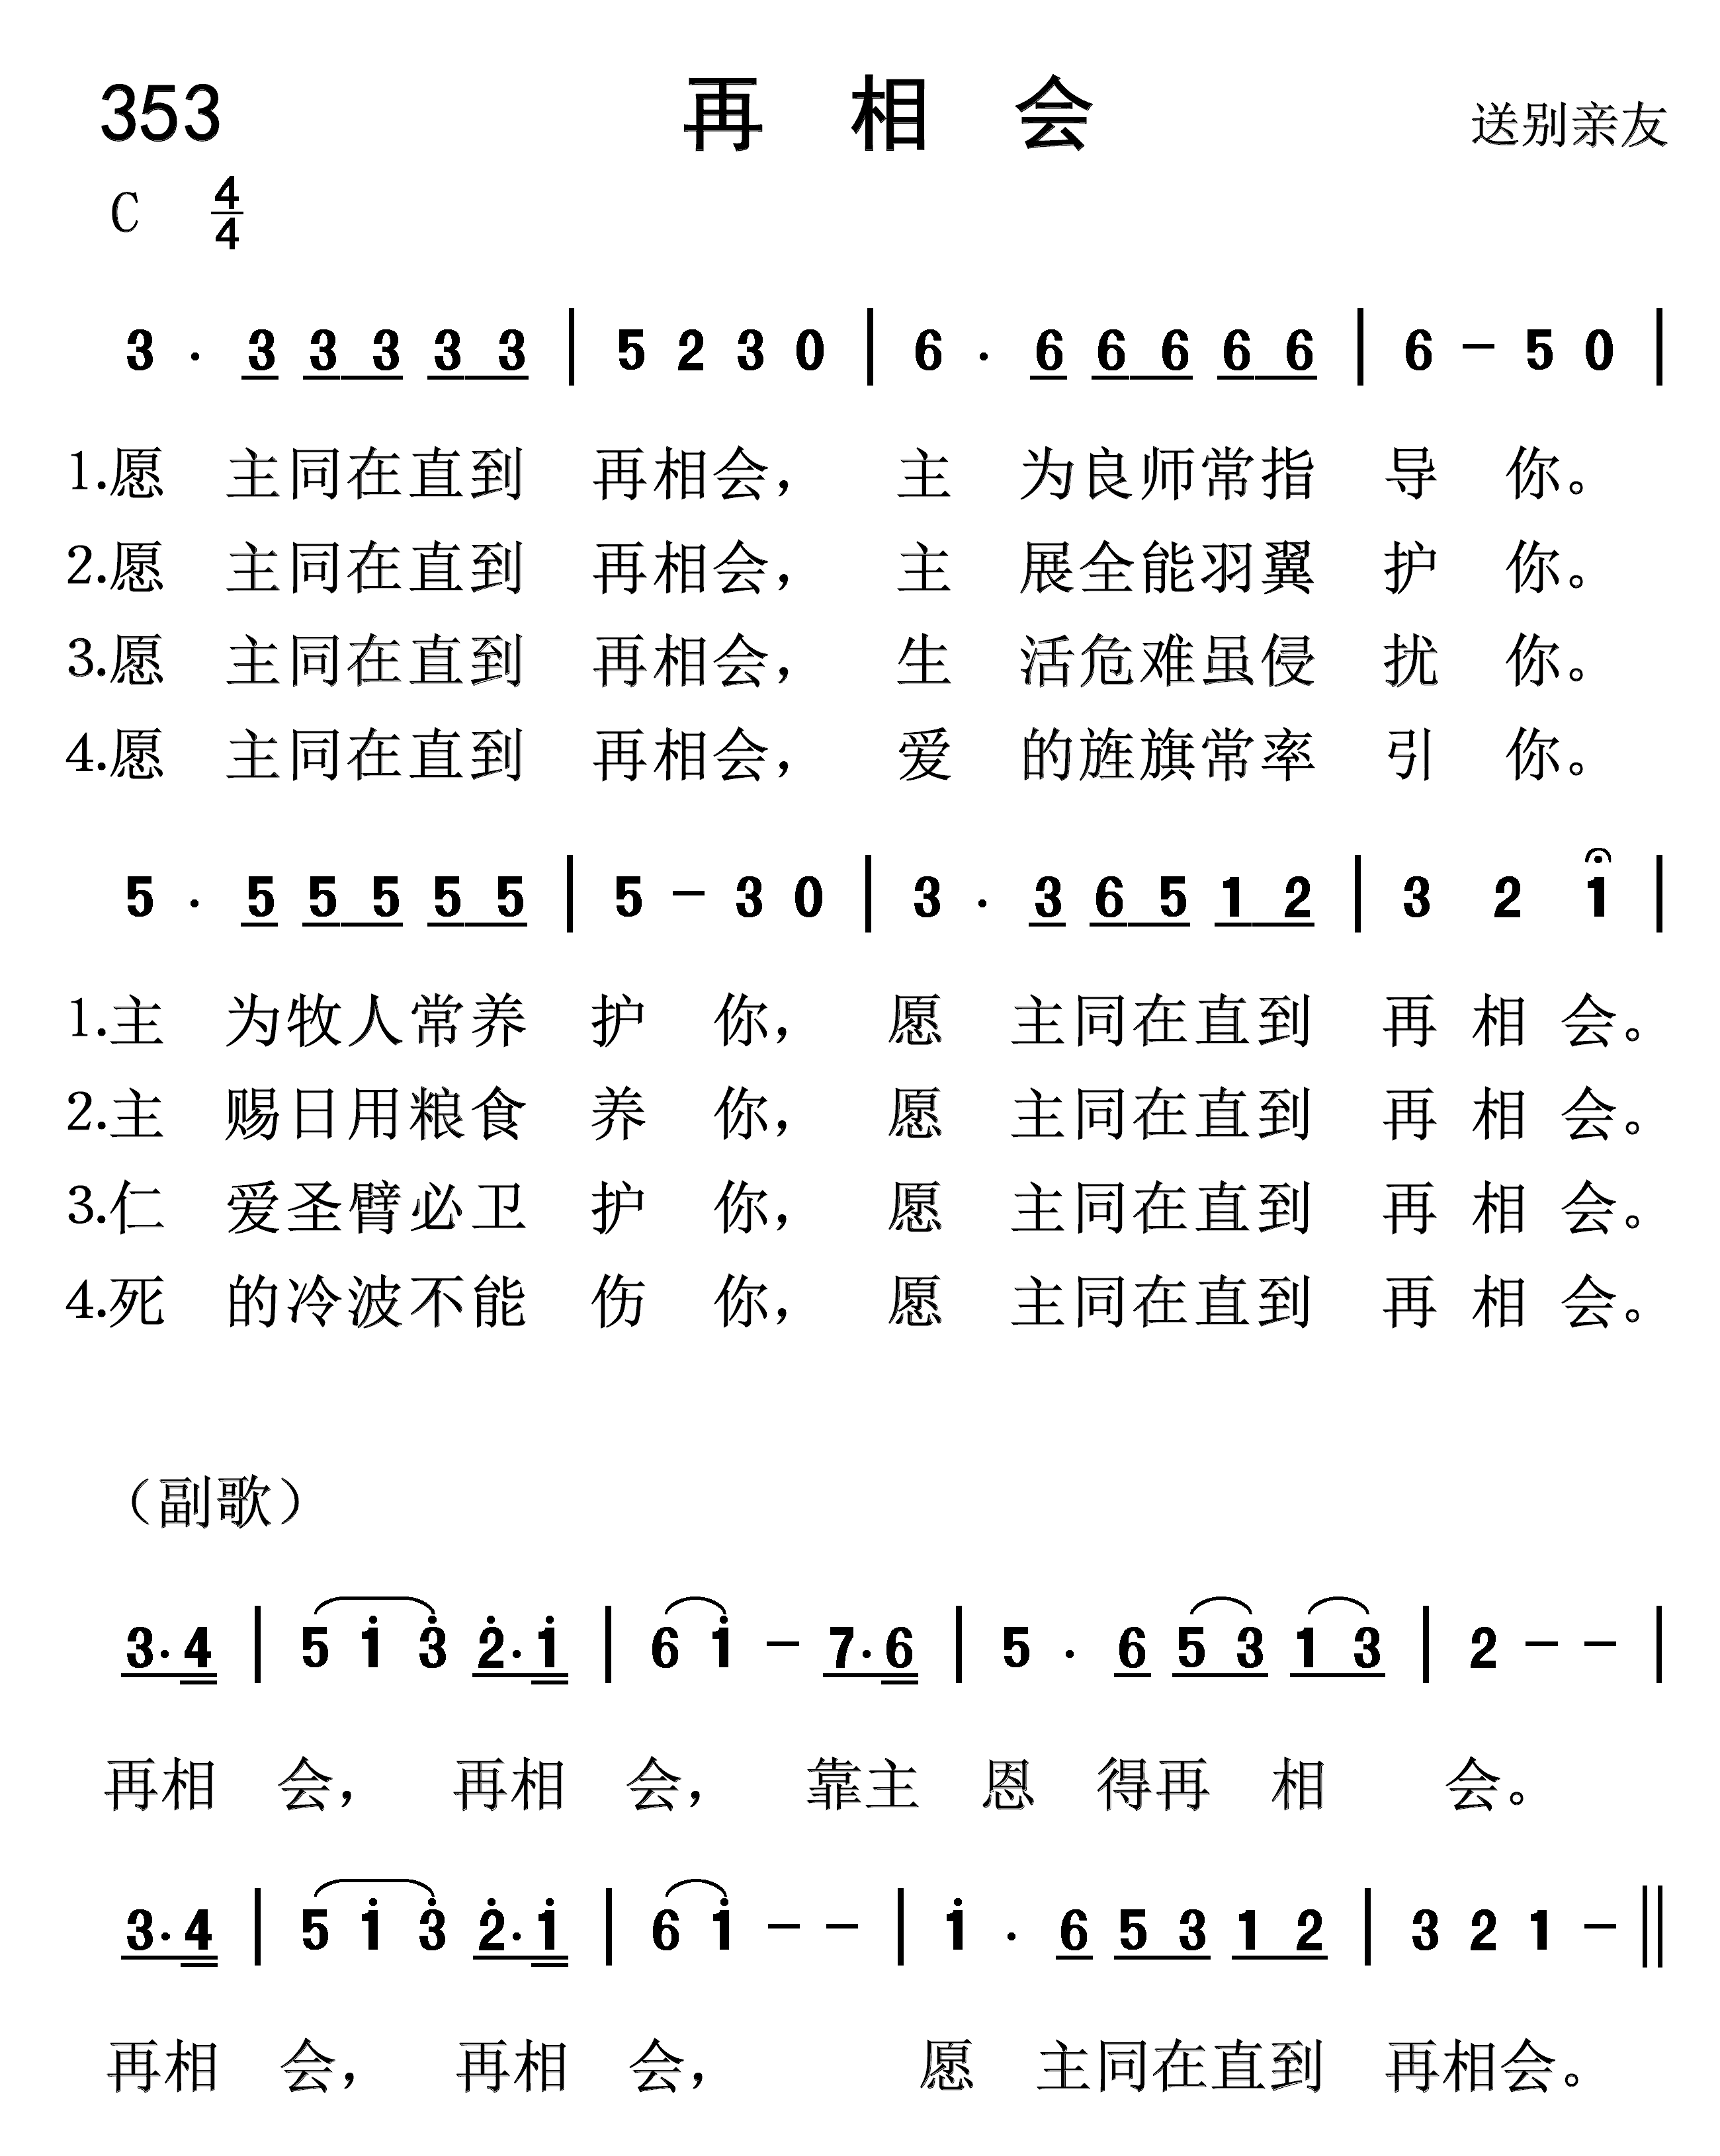 353 再 相 会 送别亲友
C 4/4
3 · 3 3 3 3 3 | 5 2 3 0 | 6 · 6 6 6 6 6 | 6 - 5 0 |
1.愿 主同在直到 再相会， 主 为良师常指 导 你。
2.愿 主同在直到 再相会， 主 展全能羽翼 护 你。
3.愿 主同在直到 再相会， 生 活危难虽侵 扰 你。
4.愿 主同在直到 再相会， 爱 的旌旗常率 引 你。
5 · 5 5 5 5 5 | 5 - 3 0 | 3 · 3 6 5 1 2 | 3 2 1 |
1.主 为牧人常养 护 你， 愿 主同在直到 再 相 会。
2.主 赐日用粮食 养 你， 愿 主同在直到 再 相 会。
3.仁 爱圣臂必卫 护 你， 愿 主同在直到 再 相 会。
4.死 的冷波不能 伤 你， 愿 主同在直到 再 相 会。
（副歌）
3·4 | 5 1 3 2·1 | 6 1 - 7·6 | 5 · 6 5 3 1 3 | 2 - - |
再相 会， 再相 会， 靠主 恩 得再 相 会。
3·4 | 5 1 3 2·1 | 6 1 - - | 1 · 6 5 3 1 2 | 3 2 1 - ||
再相 会， 再相 会， 愿 主同在直到 再相会。